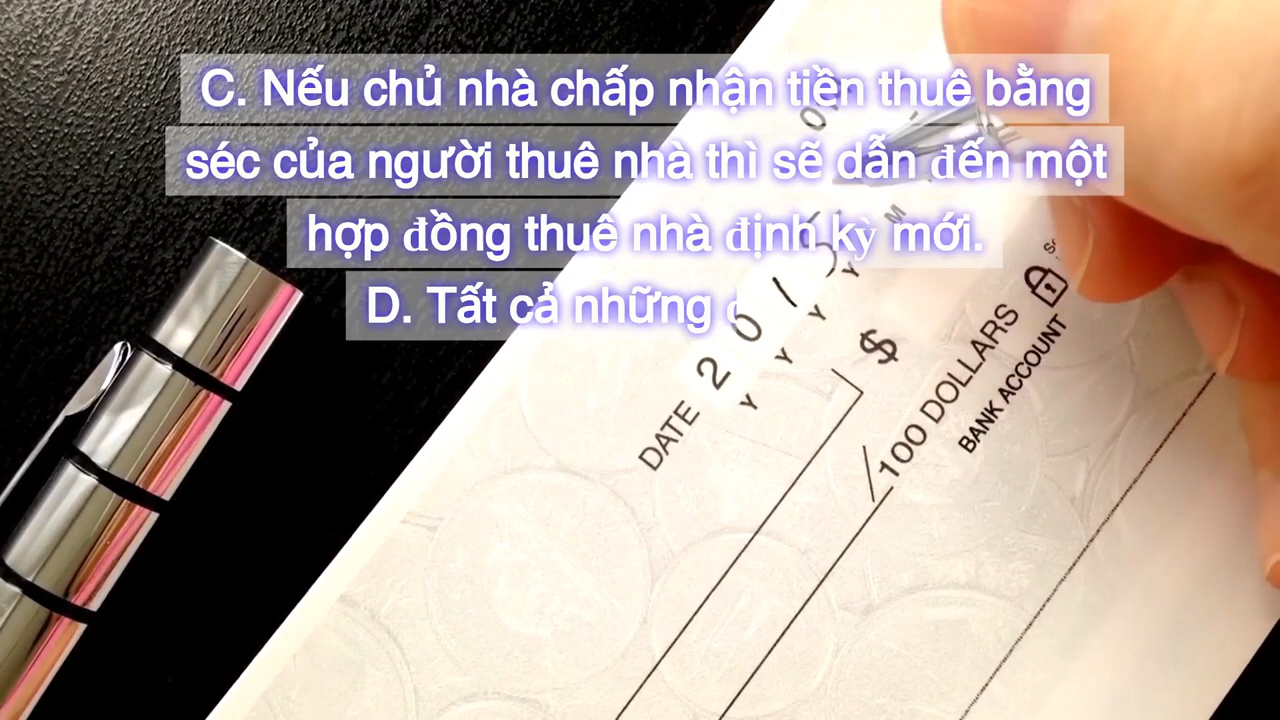 C. Nếu chủ nhà chấp nhận tiền thuê bằng
séc của người thuê nhà thì sẽ dẫn đến một
hợp đồng thuê nhà định kỳ mới.
D. Tất cả những
DATE 2015
Y Y Y Y M
$
/100 DOLLARS
BANK ACCOUNT